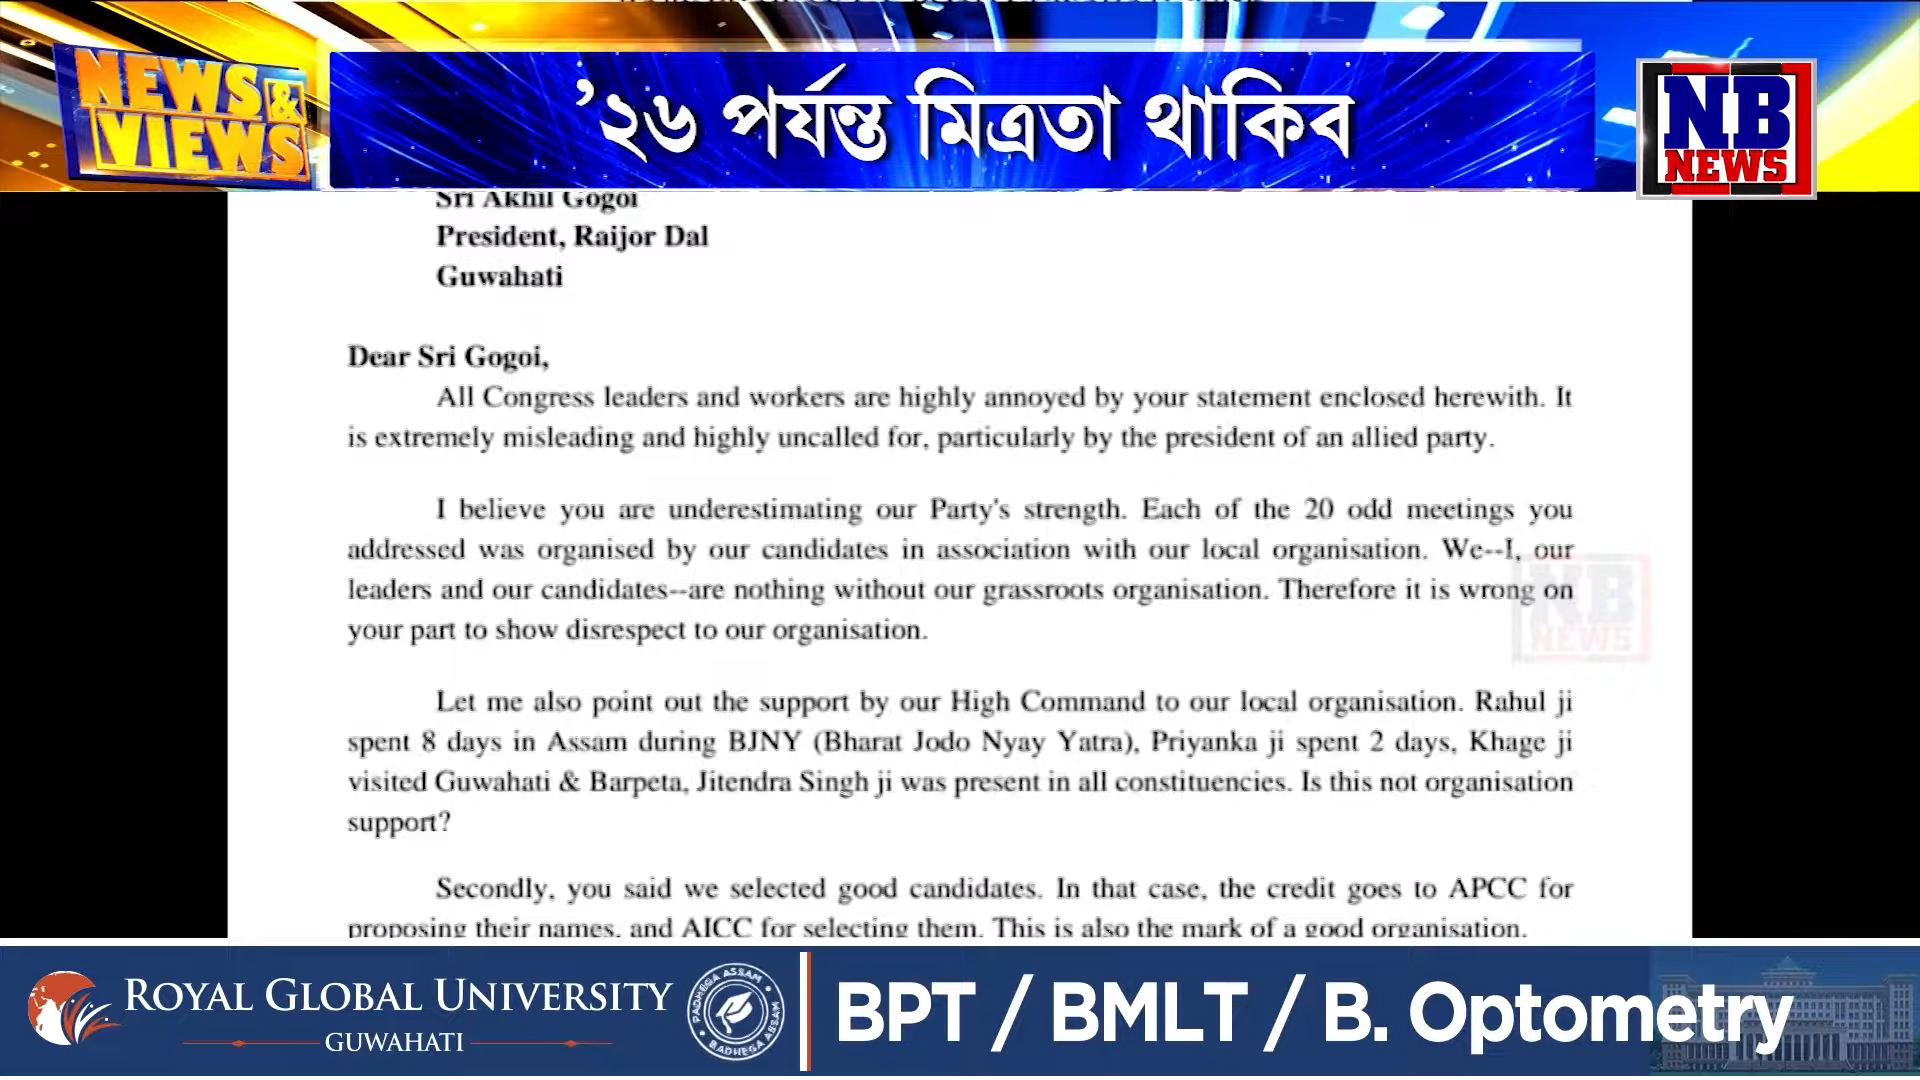 NEWS &
VIEWS
'২৬ পৰ্যন্ত মিত্ৰতা থাকিব
NB
NEWS
Sri Akhil Gogoi
President, Raijor Dal
Guwahati
Dear Sri Gogoi,
All Congress leaders and workers are highly annoyed by your statement enclosed herewith. It
is extremely misleading and highly uncalled for, particularly by the president of an allied party.
I believe you are underestimating our Party's strength. Each of the 20 odd meetings you
addressed was organised by our candidates in association with our local organisation. We--I, our
leaders and our candidates--are nothing without our grassroots organisation. Therefore it is wrong on
your part to show disrespect to our organisation.
NB
NEWS
Let me also point out the support by our High Command to our local organisation. Rahul ji
spent 8 days in Assam during BJNY (Bharat Jodo Nyay Yatra), Priyanka ji spent 2 days, Khage ji
visited Guwahati & Barpeta, Jitendra Singh ji was present in all constituencies. Is this not organisation
support?
Secondly, you said we selected good candidates. In that case, the credit goes to APCC for
proposing their names, and AICC for selecting them. This is also the mark of a good organisation.
ROYAL GLOBAL UNIVERSITY
GUWAHATI
PADHEGA ASSAM
BADHEGA ASSAM
BPT / BMLT / B. Optometry